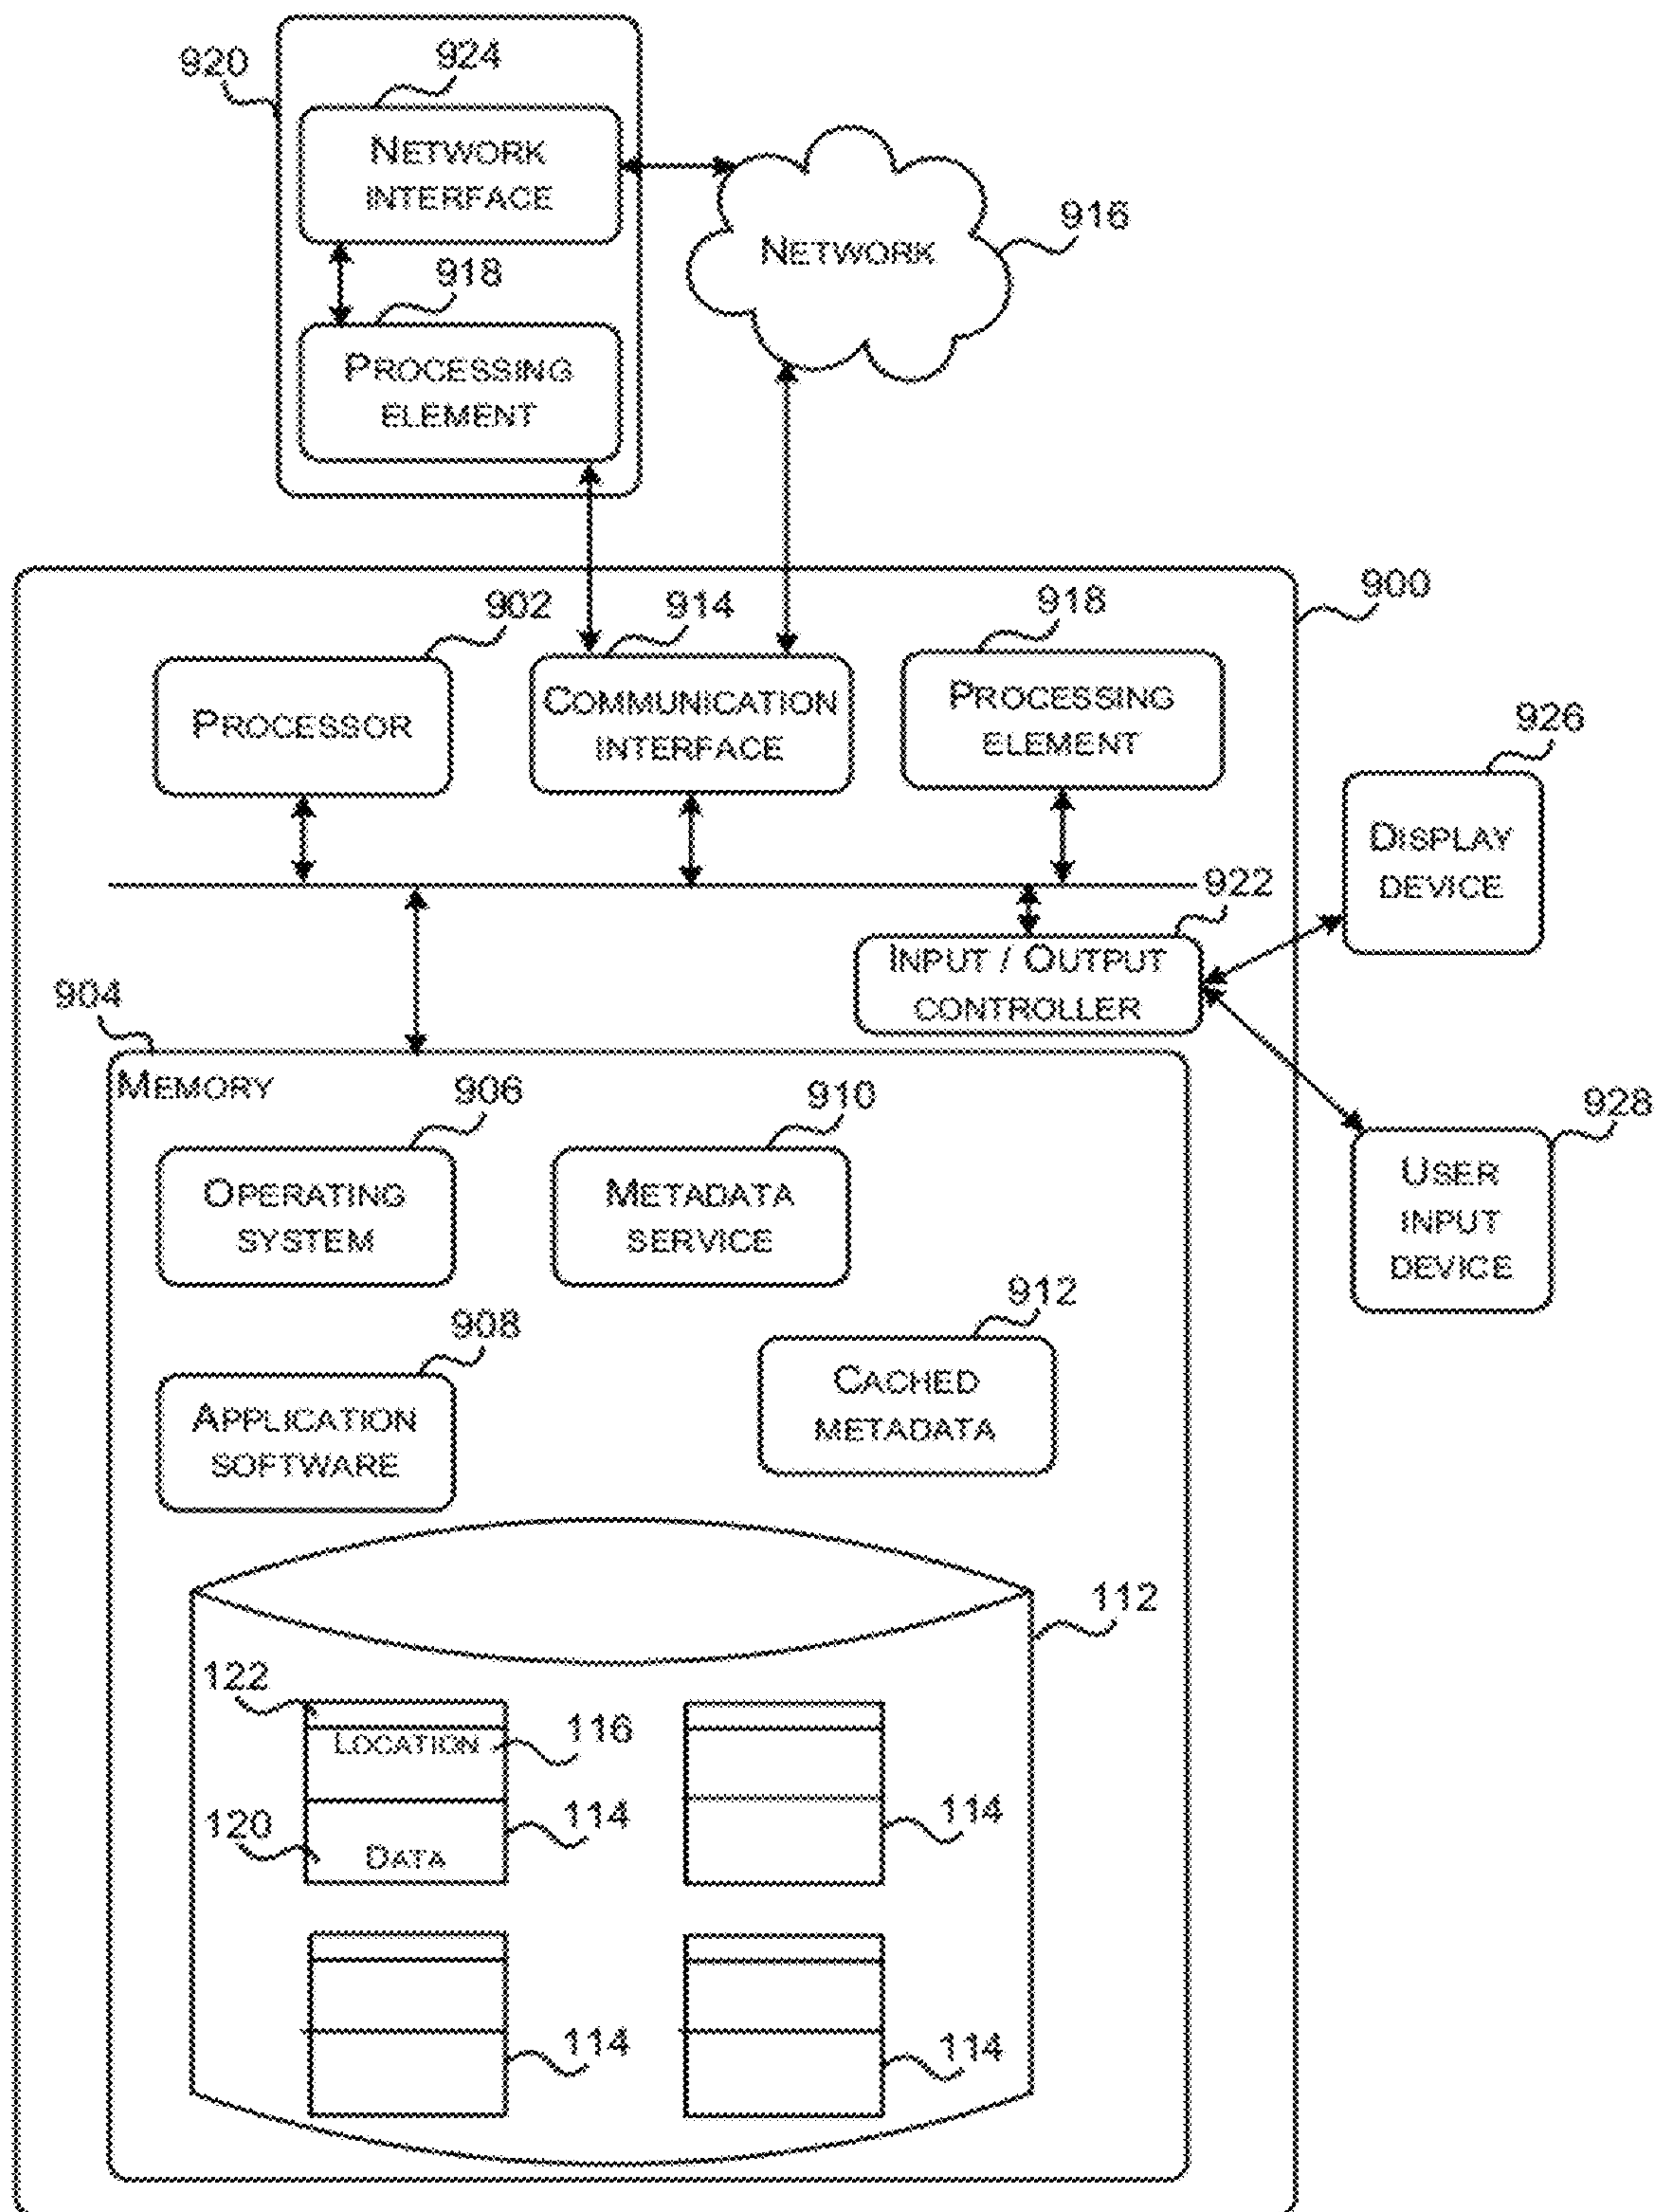 920
924
NETWORK
INTERFACE
916
NETWORK
918
PROCESSING
ELEMENT
900
902
914
918
PROCESSOR
COMMUNICATION
INTERFACE
PROCESSING
ELEMENT
926
DISPLAY
DEVICE
922
INPUT / OUTPUT
CONTROLLER
904
MEMORY
906
910
928
OPERATING
SYSTEM
METADATA
SERVICE
USER
INPUT
DEVICE
908
912
APPLICATION
SOFTWARE
CACHED
METADATA
112
122
LOCATION
116
120
DATA
114
114
114
114